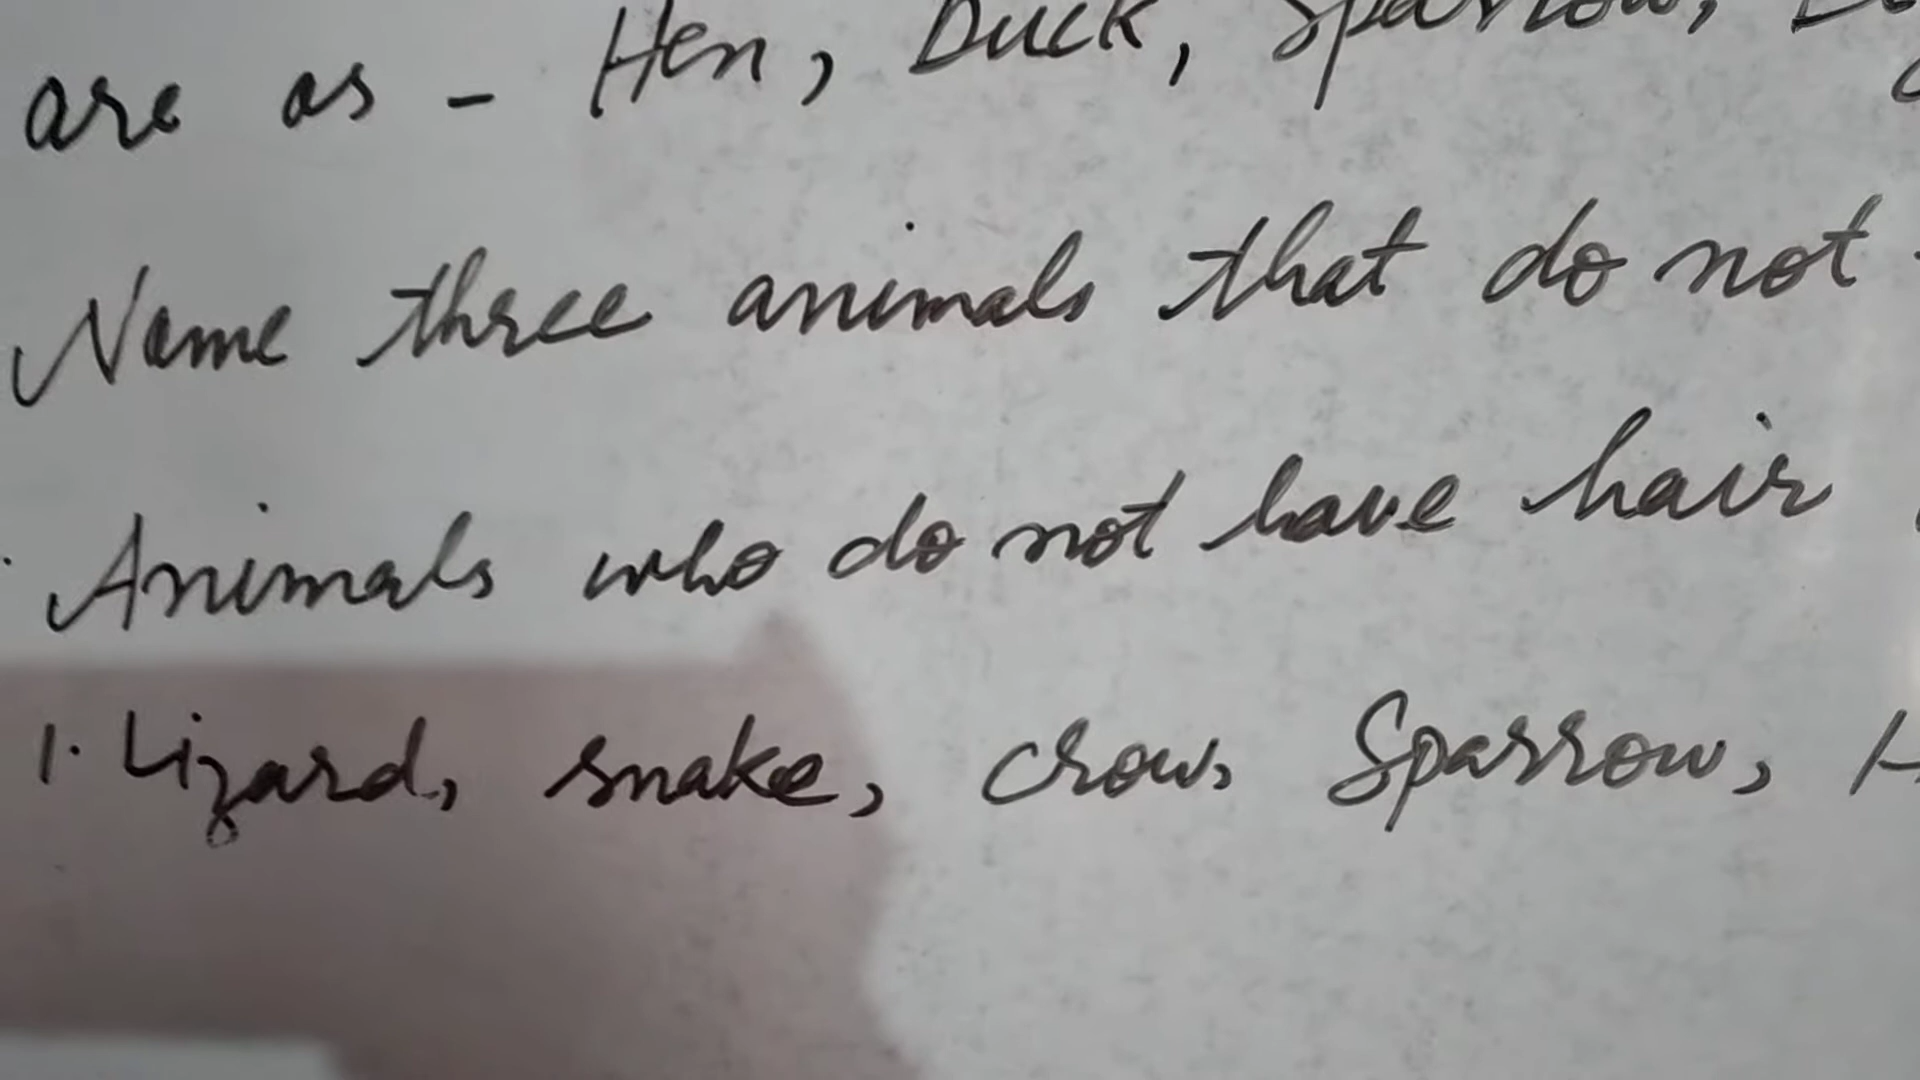 are as - Hen, Duck, Sparrow,
Name three animals that do not
Animals who do not have hair
1. Lizard, snake, crow, Sparrow,